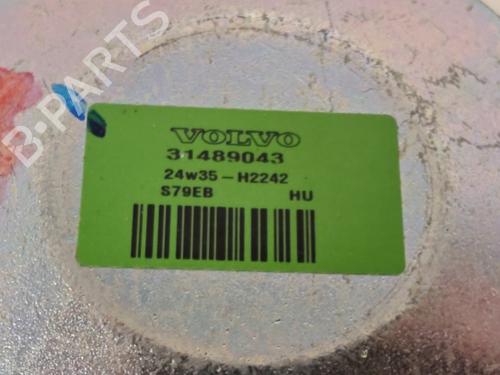 B-PARTS
VOLVO
31489043
24w35-H2242
S79EB HU